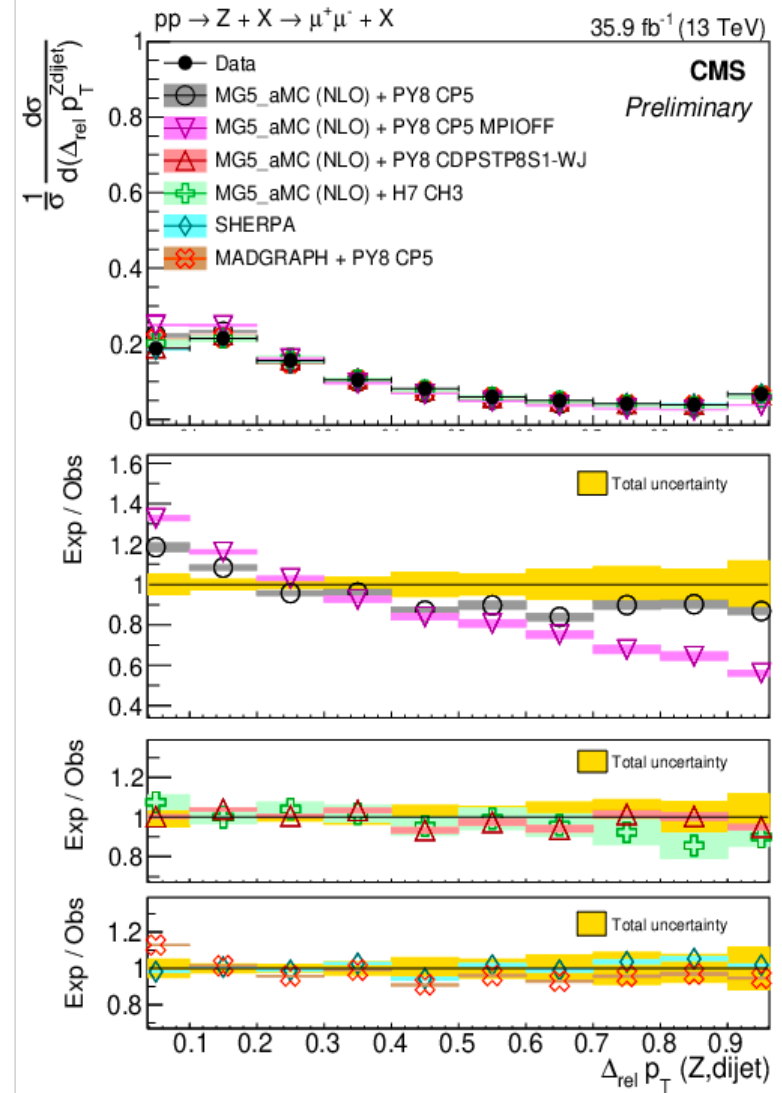 pp → Z + X → μ⁺μ⁻ + X
35.9 fb⁻¹ (13 TeV)
1/σ dσ/d(Δ_rel p_T^Zdijet)
1
0.8
0.6
0.4
0.2
0
CMS
Preliminary
Data
MG5_aMC (NLO) + PY8 CP5
MG5_aMC (NLO) + PY8 CP5 MPIOFF
MG5_aMC (NLO) + PY8 CDPSTP8S1-WJ
MG5_aMC (NLO) + H7 CH3
SHERPA
MADGRAPH + PY8 CP5
Exp / Obs
1.6
1.4
1.2
1
0.8
0.6
0.4
Total uncertainty
Exp / Obs
1.2
1
0.8
Total uncertainty
Exp / Obs
1.2
1
0.8
Total uncertainty
0.1 0.2 0.3 0.4 0.5 0.6 0.7 0.8 0.9
Δ_rel p_T (Z,dijet)